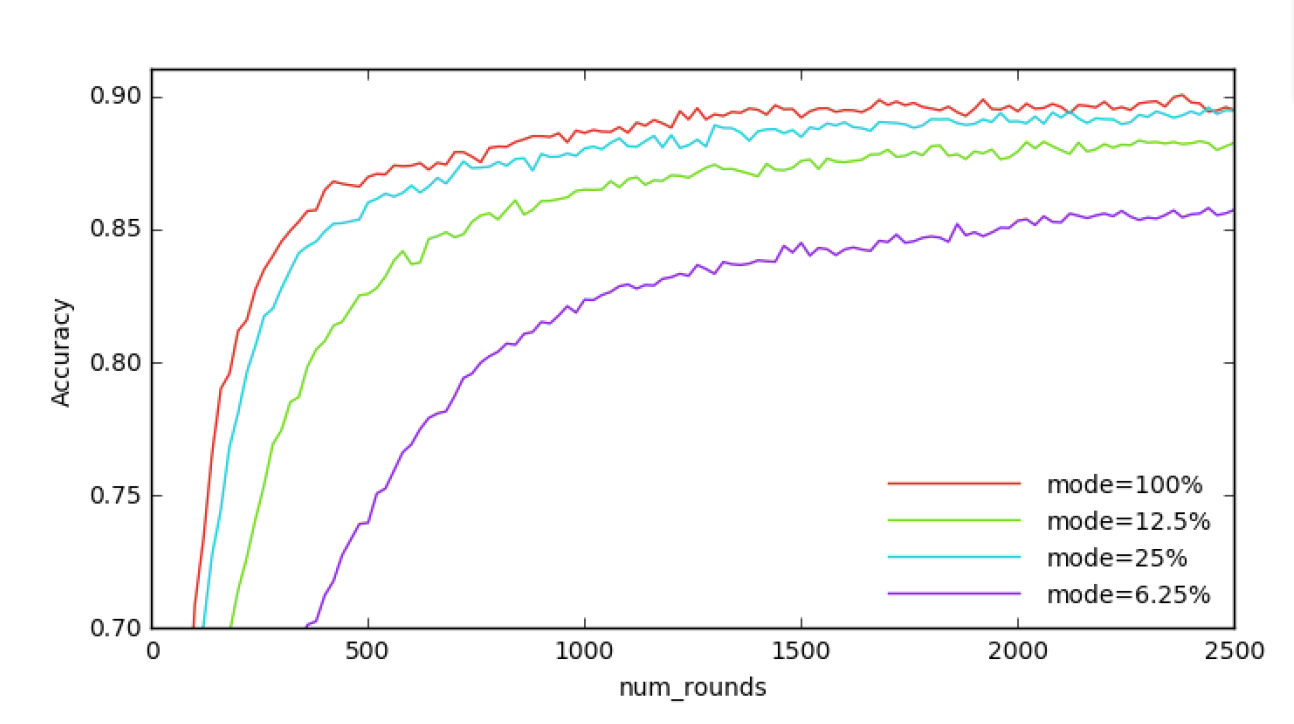 0.90
0.85
0.80
0.75
0.70
Accuracy
mode=100%
mode=12.5%
mode=25%
mode=6.25%
0 500 1000 1500 2000 2500
num_rounds